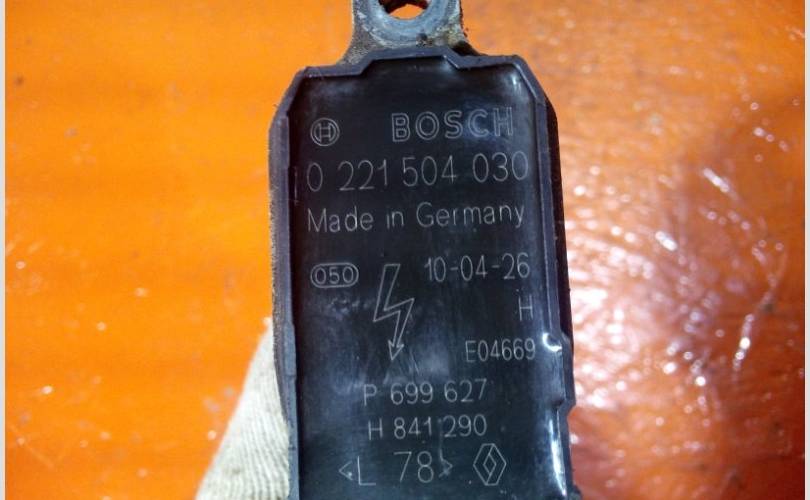 BOSCH
0 221 504 030
Made in Germany
050 10-04-26
H
E04669
P 699 627
H 841 290
<L 78>